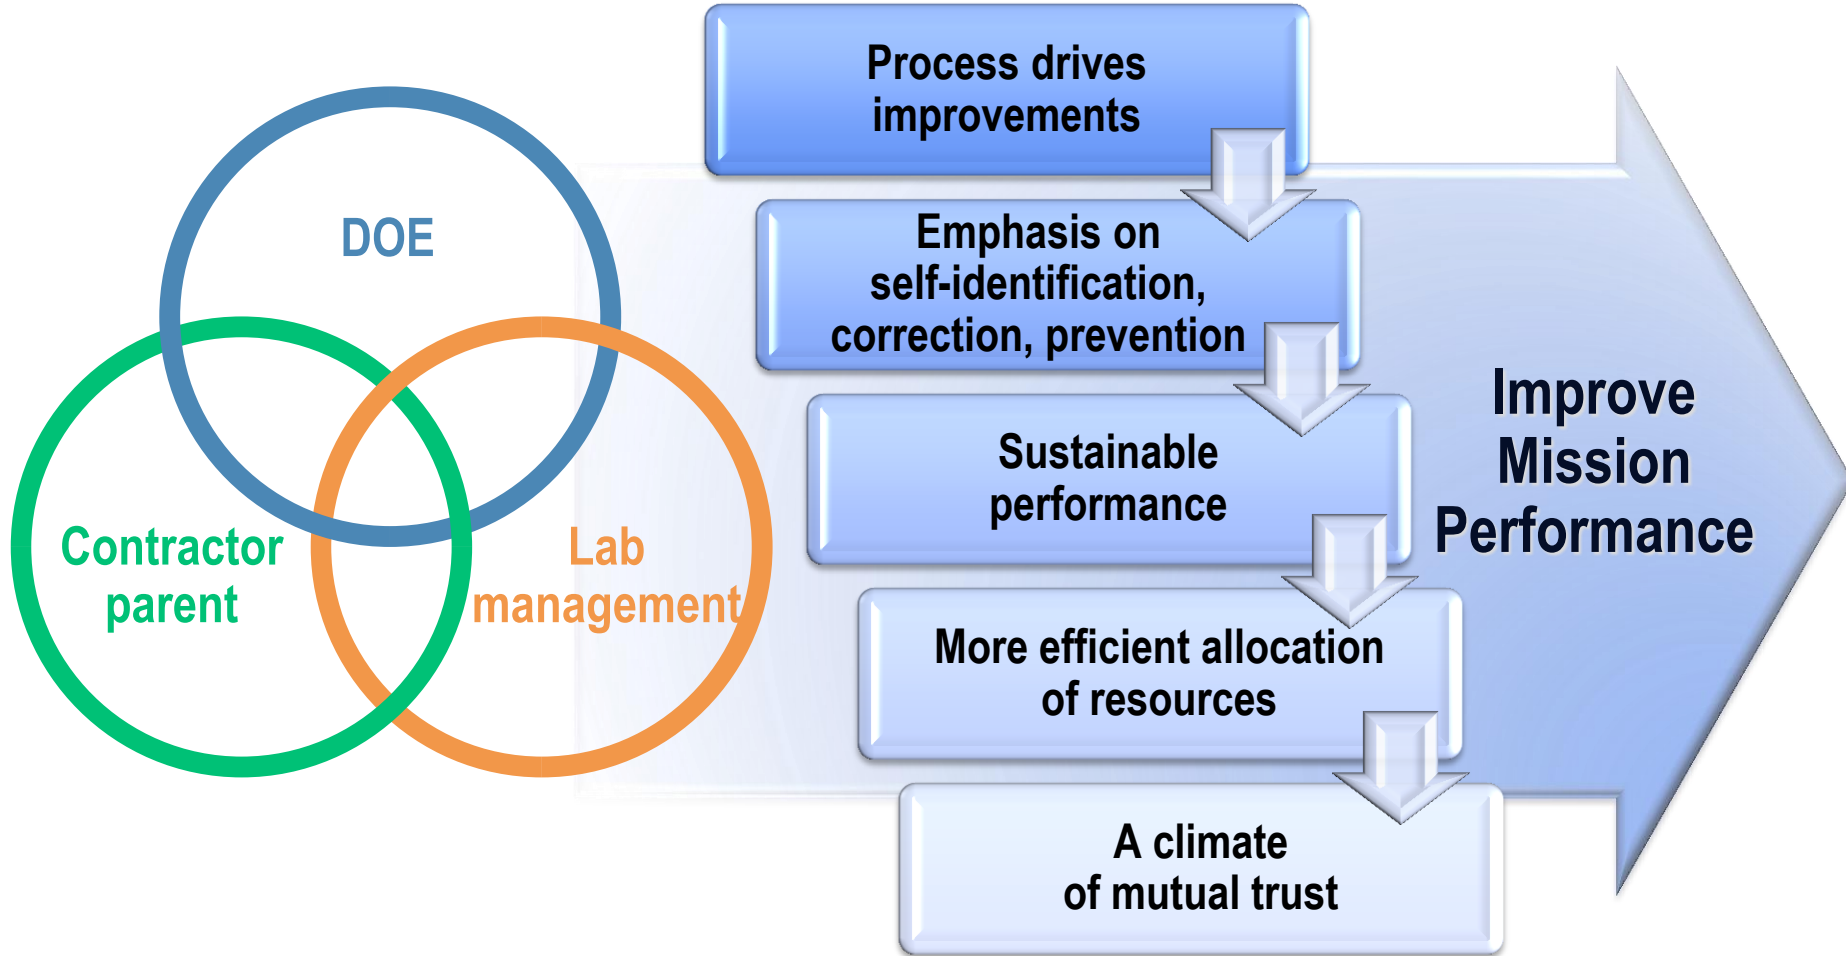 DOE
Contractor
parent
Lab
management
Process drives
improvements
Emphasis on
self-identification,
correction, prevention
Sustainable
performance
More efficient allocation
of resources
A climate
of mutual trust
Improve
Mission
Performance